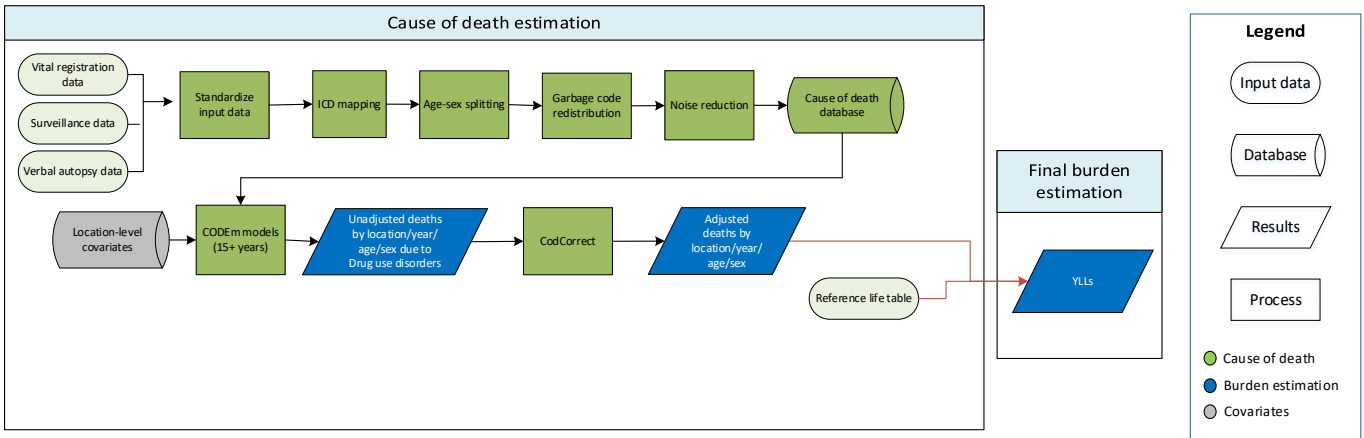 Cause of death estimation
Vital registration
data
Surveillance data
Verbal autopsy data
Standardize
input data
ICD mapping
Age-sex splitting
Garbage code
redistribution
Noise reduction
Cause of death
database
Location-level
covariates
CODEm models
(15+ years)
Unadjusted deaths
by location/year/
age/sex due to
Drug use disorders
CodCorrect
Adjusted
deaths by
location/year/
age/sex
Reference life table
Final burden
estimation
YLLs
Legend
Input data
Database
Results
Process
Cause of death
Burden estimation
Covariates